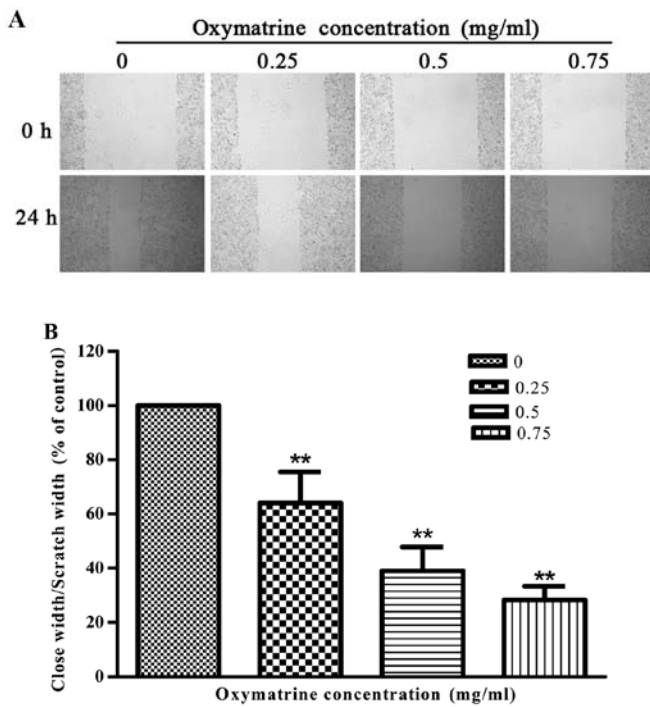 A
Oxymatrine concentration (mg/ml)
0 0.25 0.5 0.75
0 h
24 h
B
Close width/Scratch width (% of control)
120
100
80
60
40
20
0
**
**
**
0
0.25
0.5
0.75
Oxymatrine concentration (mg/ml)